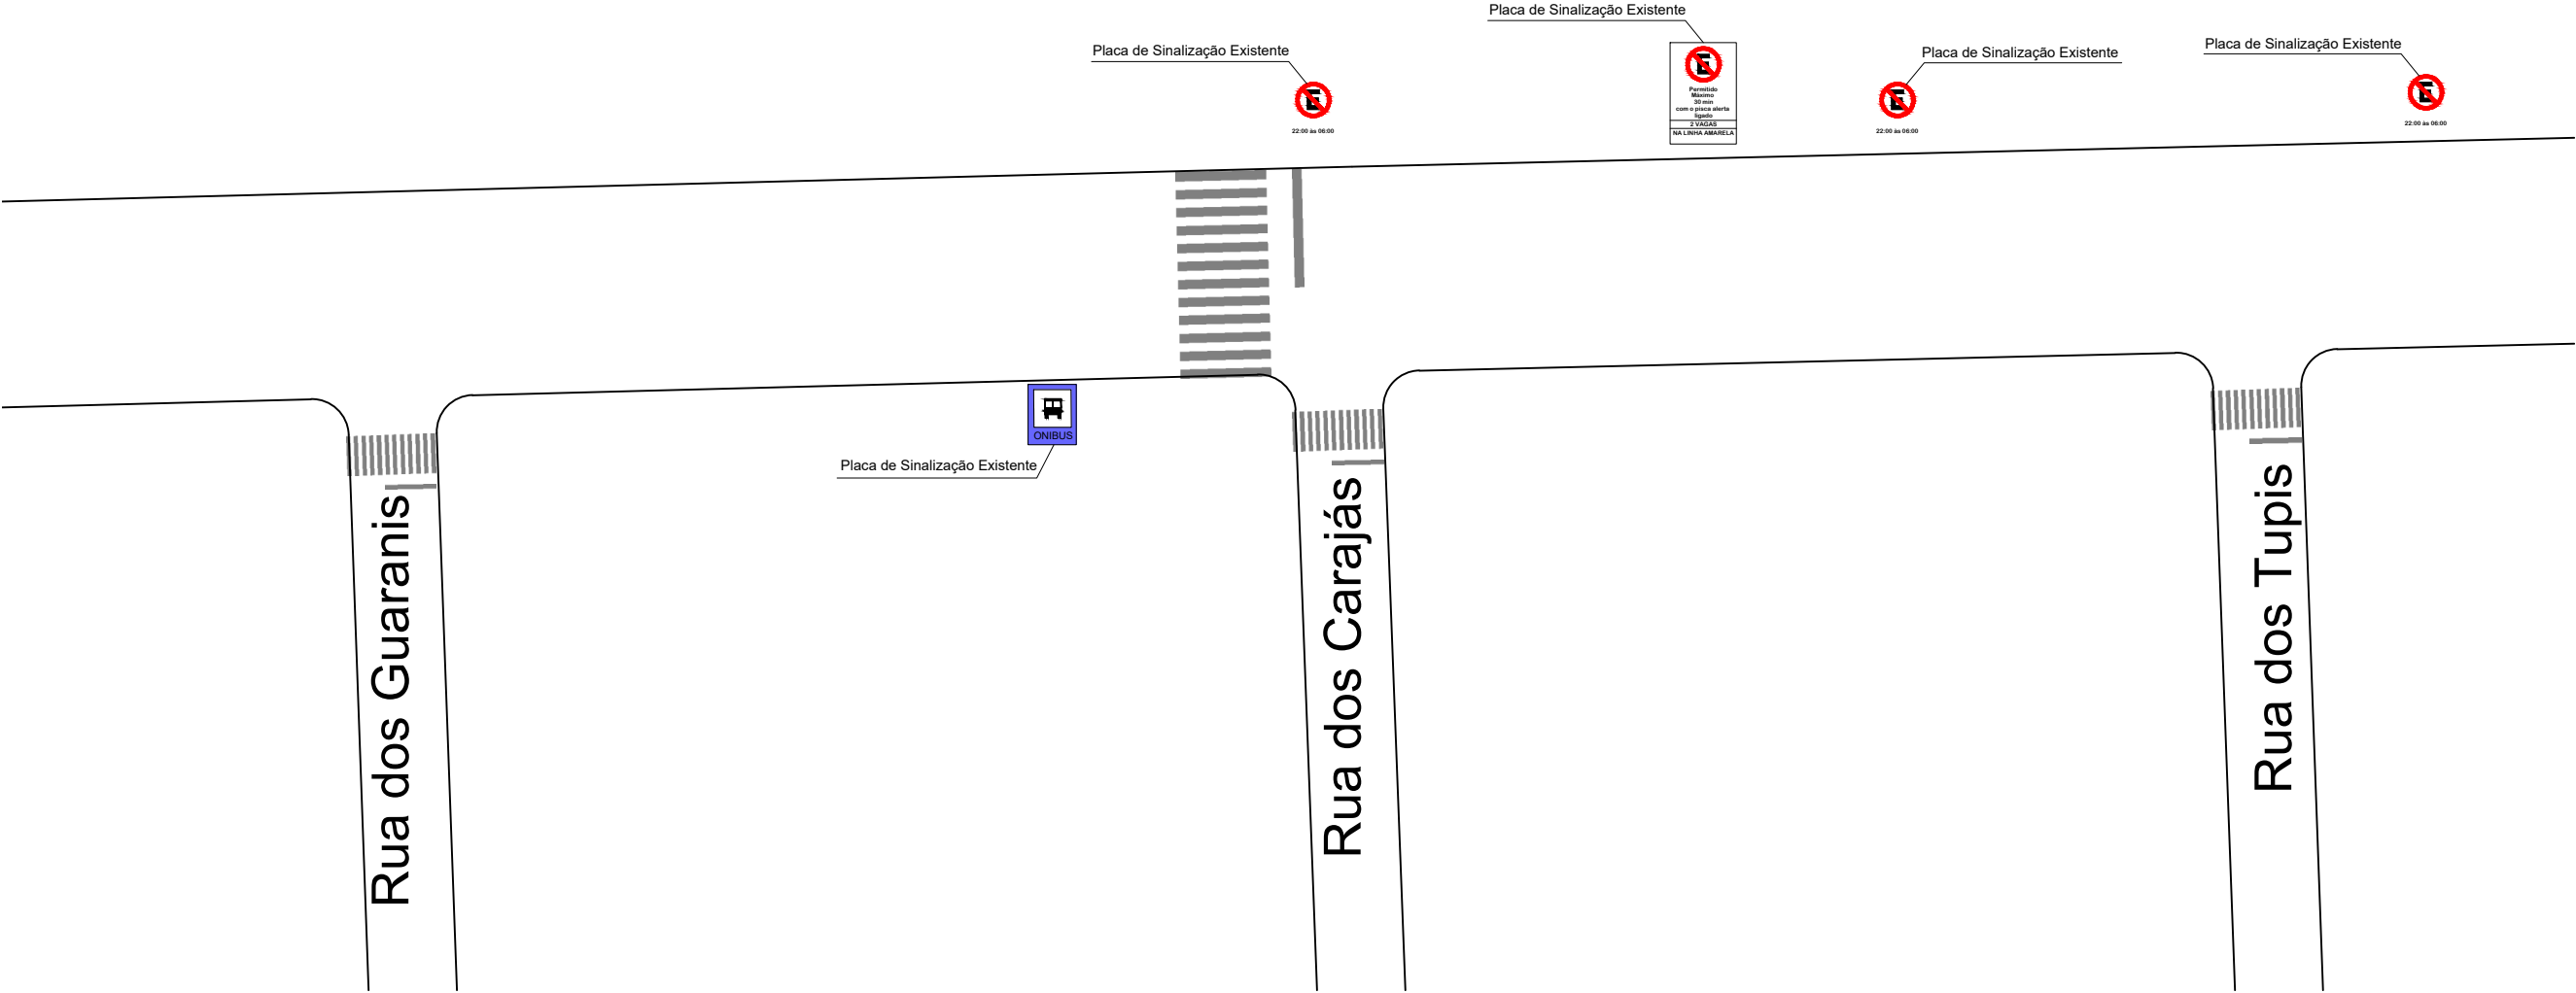 Placa de Sinalização Existente
Placa de Sinalização Existente
Placa de Sinalização Existente
Placa de Sinalização Existente
E
22:00 às 06:00
E
Permitido
Máximo
30 min
com o pisca alerta
ligado
2 VAGAS
NA LINHA AMARELA
E
22:00 às 06:00
E
22:00 às 06:00
ONIBUS
Placa de Sinalização Existente
Rua dos Guaranis
Rua dos Carajás
Rua dos Tupis